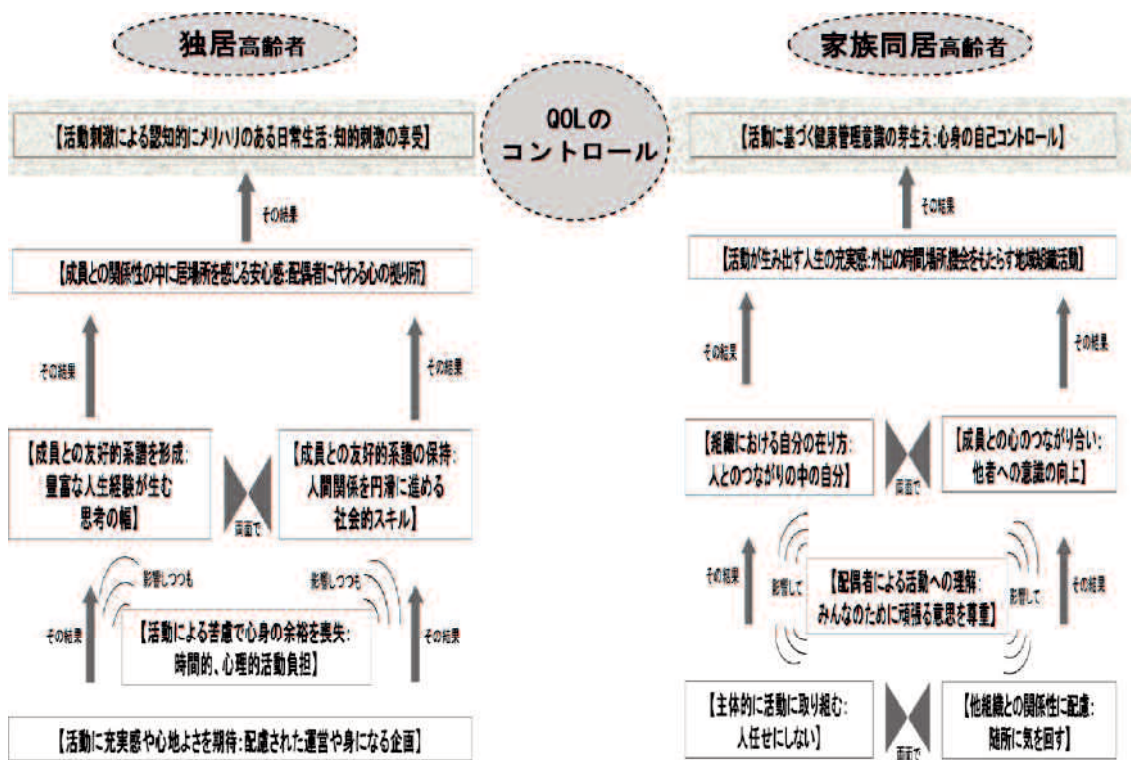 独居高齢者
家族同居高齢者
QOLの
コントロール
【活動刺激による認知的にメリハリのある日常生活:知的刺激の享受】
その結果
【成員との関係性の中に居場所を感じる安心感:配偶者に代わる心の拠り所】
その結果
その結果
【成員との友好的系譜を形成:
豊富な人生経験が生む
思考の幅】
両面で
【成員との友好的系譜の保持:
人間関係を円滑に進める
社会的スキル】
影響しつつも
影響しつつも
その結果
その結果
【活動による苦慮で心身の余裕を喪失:
時間的、心理的活動負担】
【活動に充実感や心地よさを期待:配慮された運営や身になる企画】
【活動に基づく健康管理意識の芽生え:心身の自己コントロール】
その結果
【活動が生み出す人生の充実感:外出の時間,場所,機会をもたらす地域組織活動】
その結果
その結果
【組織における自分の在り方:
人とのつながりの中の自分】
両面で
【成員との心のつながり合い:
他者への意識の向上】
その結果
影響して
【配偶者による活動への理解:
みんなのために頑張る意思を尊重】
影響して
その結果
【主体的に活動に取り組む:
人任せにしない】
両面で
【他組織との関係性に配慮:
随所に気を回す】